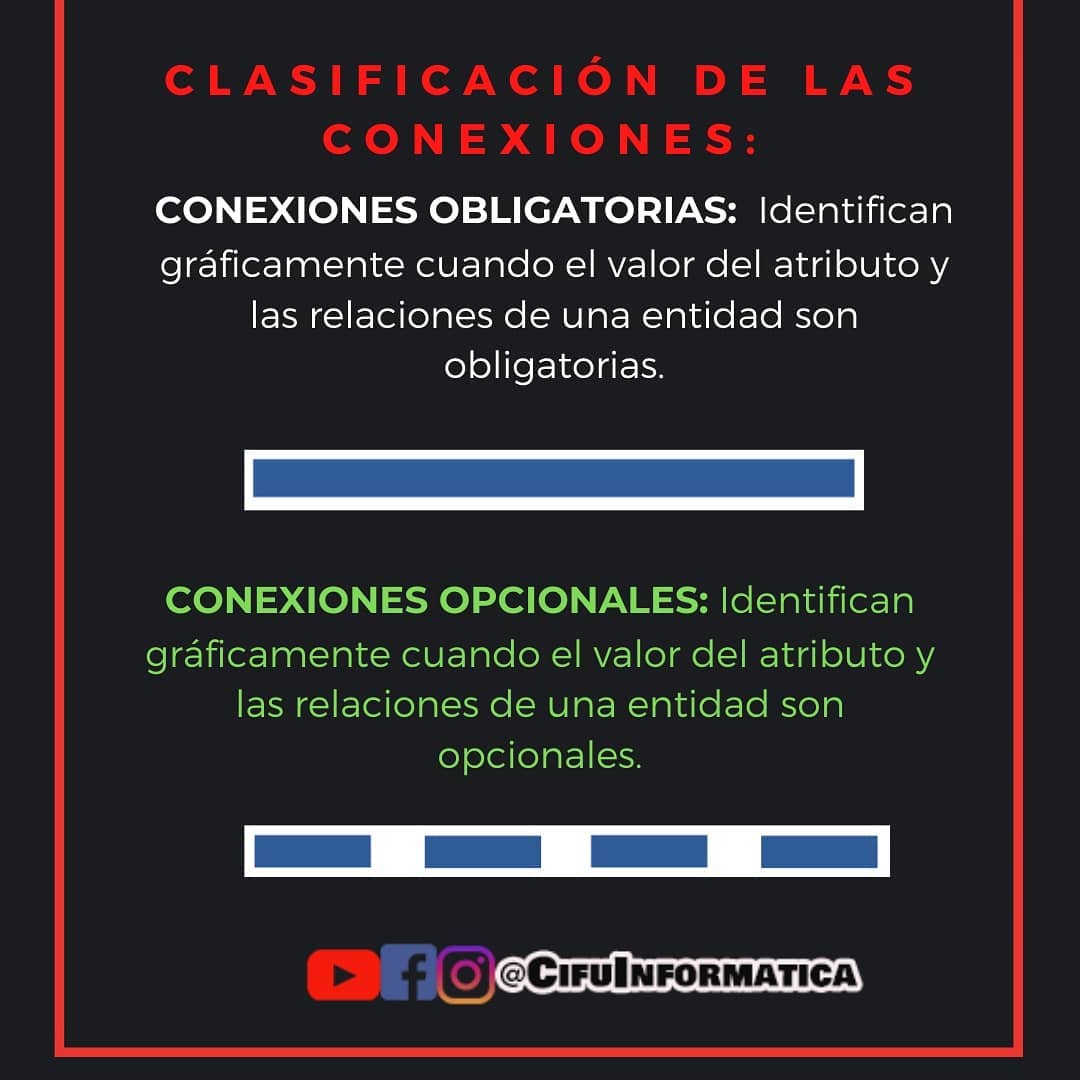 CLASIFICACIÓN DE LAS
CONEXIONES:
CONEXIONES OBLIGATORIAS: Identifican
gráficamente cuando el valor del atributo y
las relaciones de una entidad son
obligatorias.
CONEXIONES OPCIONALES: Identifican
gráficamente cuando el valor del atributo y
las relaciones de una entidad son
opcionales.
@CIFUINFORMATICA